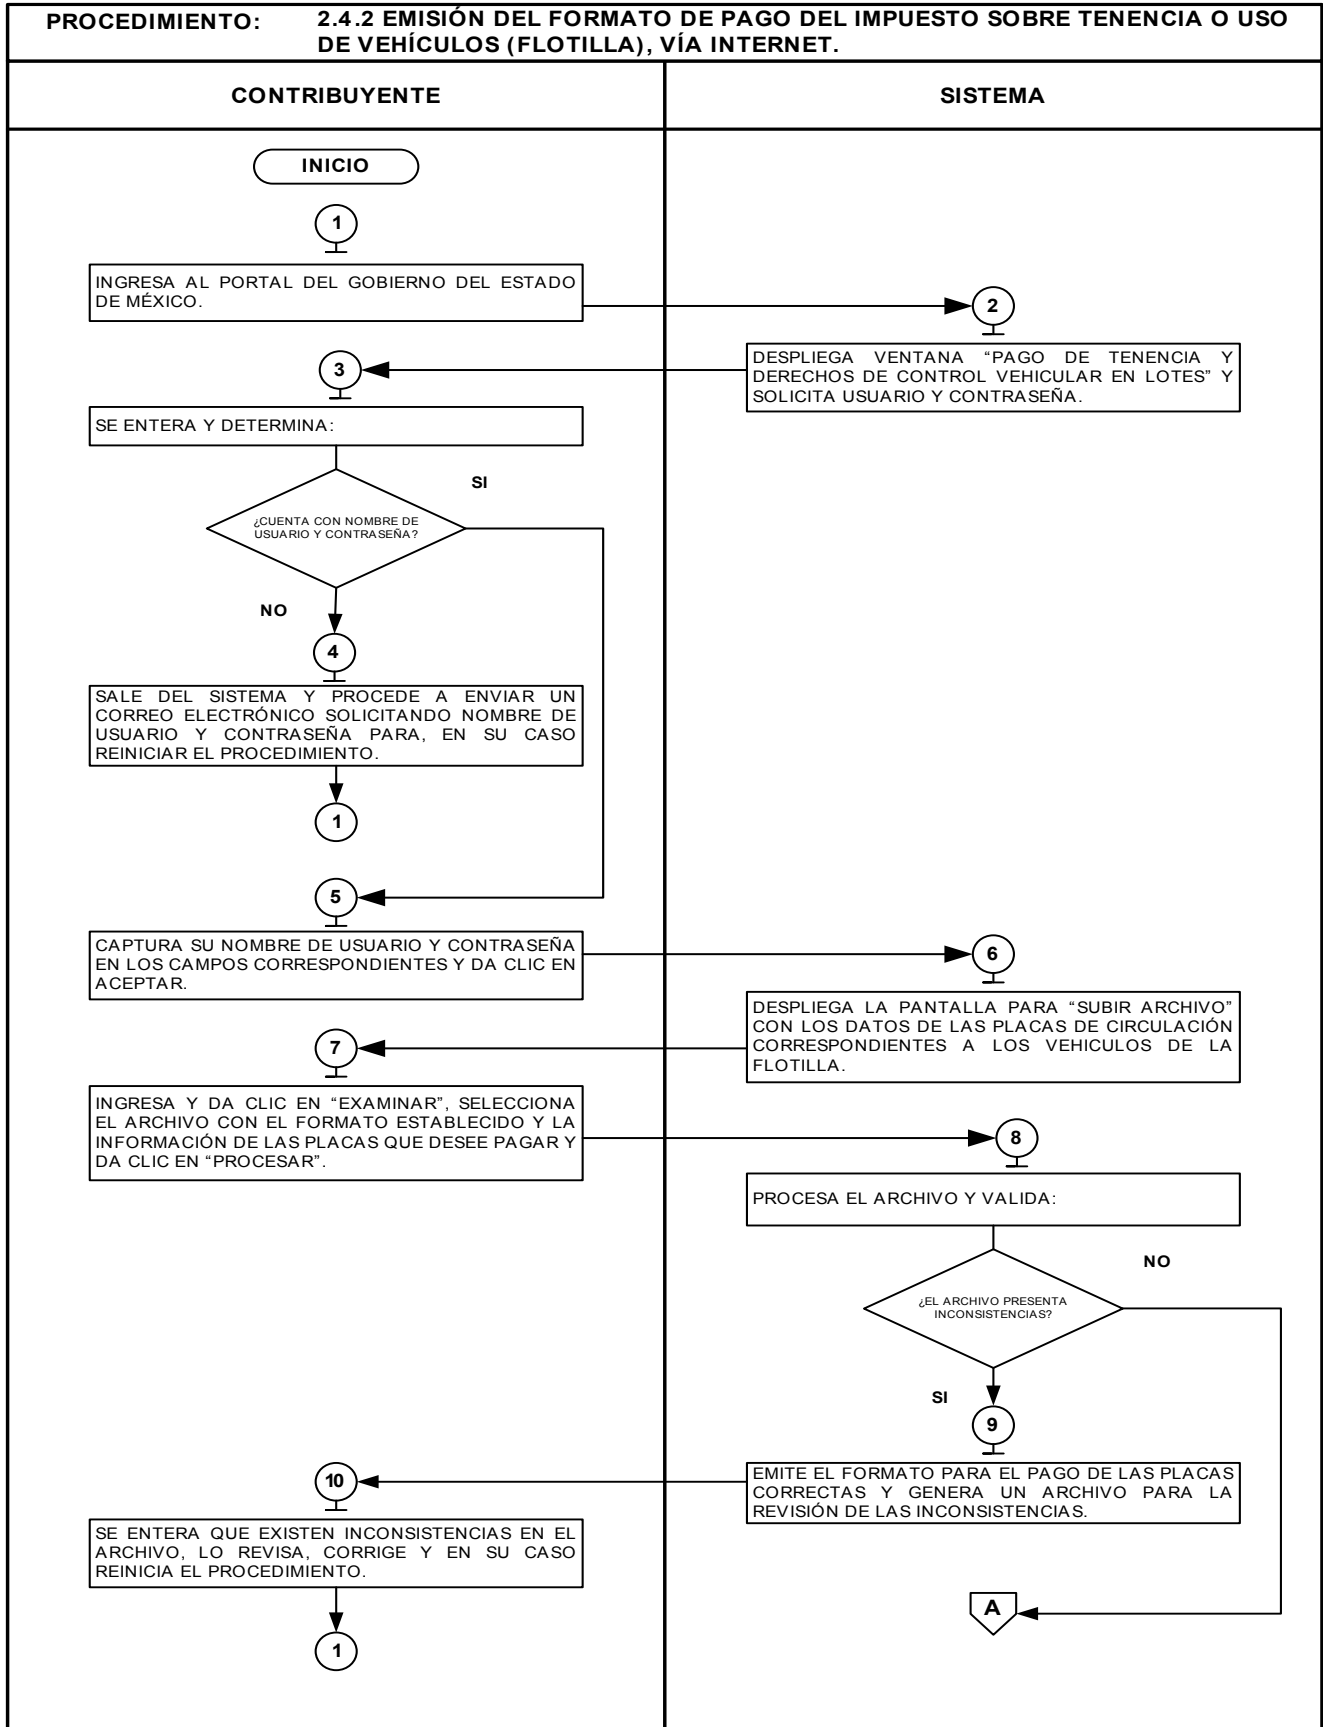 PROCEDIMIENTO:
2.4.2 EMISIÓN DEL FORMATO DE PAGO DEL IMPUESTO SOBRE TENENCIA O USO
DE VEHÍCULOS (FLOTILLA), VÍA INTERNET.
CONTRIBUYENTE
SISTEMA
INICIO
1
INGRESA AL PORTAL DEL GOBIERNO DEL ESTADO
DE MÉXICO.
2
DESPLIEGA VENTANA “PAGO DE TENENCIA Y
DERECHOS DE CONTROL VEHICULAR EN LOTES” Y
SOLICITA USUARIO Y CONTRASEÑA.
3
SE ENTERA Y DETERMINA:
SI
¿CUENTA CON NOMBRE DE
USUARIO Y CONTRASEÑA?
NO
4
SALE DEL SISTEMA Y PROCEDE A ENVIAR UN
CORREO ELECTRÓNICO SOLICITANDO NOMBRE DE
USUARIO Y CONTRASEÑA PARA, EN SU CASO
REINICIAR EL PROCEDIMIENTO.
1
5
CAPTURA SU NOMBRE DE USUARIO Y CONTRASEÑA
EN LOS CAMPOS CORRESPONDIENTES Y DA CLIC EN
ACEPTAR.
6
DESPLIEGA LA PANTALLA PARA “SUBIR ARCHIVO”
CON LOS DATOS DE LAS PLACAS DE CIRCULACIÓN
CORRESPONDIENTES A LOS VEHICULOS DE LA
FLOTILLA.
7
INGRESA Y DA CLIC EN “EXAMINAR”, SELECCIONA
EL ARCHIVO CON EL FORMATO ESTABLECIDO Y LA
INFORMACIÓN DE LAS PLACAS QUE DESEE PAGAR Y
DA CLIC EN “PROCESAR”.
8
PROCESA EL ARCHIVO Y VALIDA:
NO
¿EL ARCHIVO PRESENTA
INCONSISTENCIAS?
SI
9
EMITE EL FORMATO PARA EL PAGO DE LAS PLACAS
CORRECTAS Y GENERA UN ARCHIVO PARA LA
REVISIÓN DE LAS INCONSISTENCIAS.
10
SE ENTERA QUE EXISTEN INCONSISTENCIAS EN EL
ARCHIVO, LO REVISA, CORRIGE Y EN SU CASO
REINICIA EL PROCEDIMIENTO.
A
1